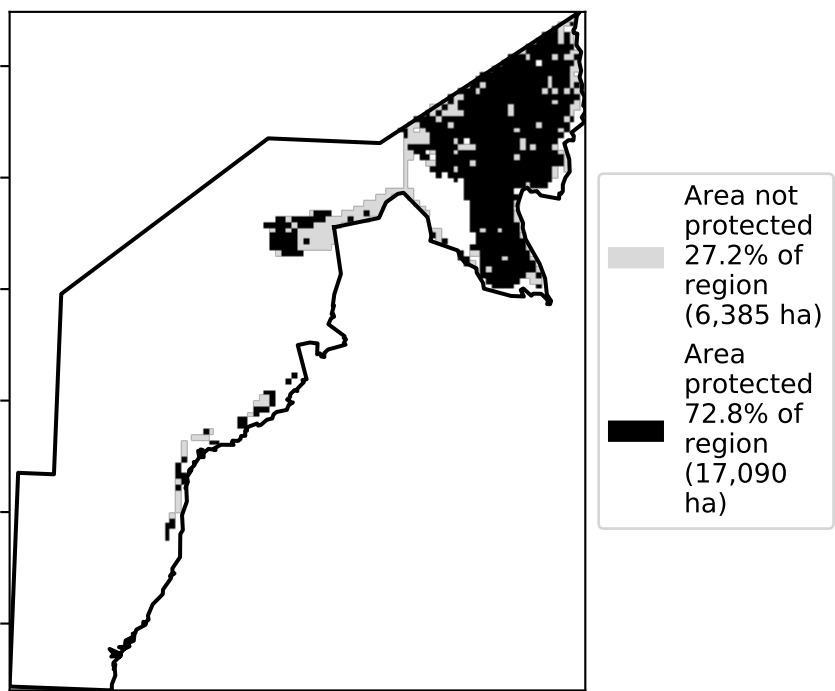 Area not
protected
27.2% of
region
(6,385 ha)
Area
protected
72.8% of
region
(17,090
ha)